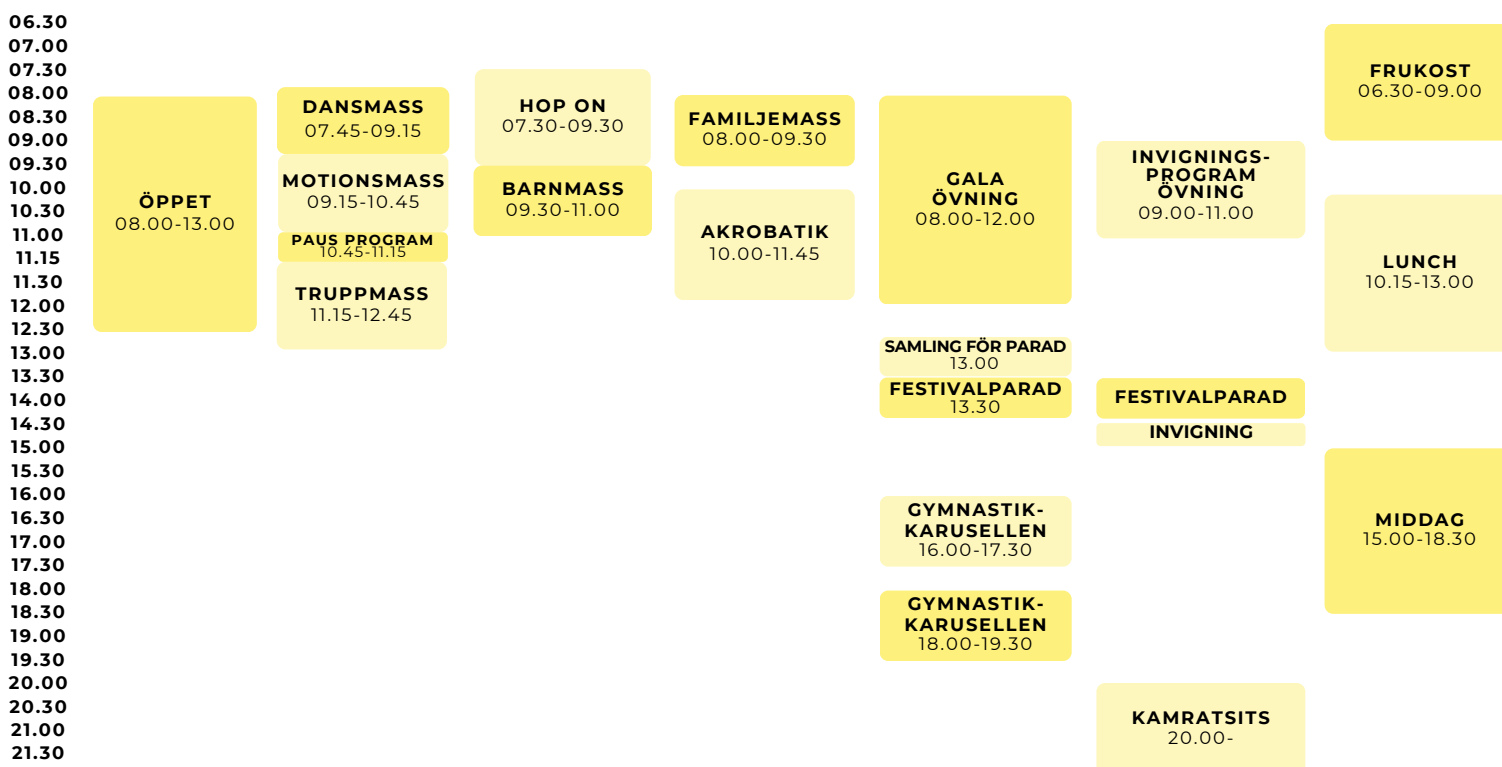 06.30
07.00
07.30
08.00
08.30
09.00
09.30
10.00
10.30
11.00
11.15
11.30
12.00
12.30
13.00
13.30
14.00
14.30
15.00
15.30
16.00
16.30
17.00
17.30
18.00
18.30
19.00
19.30
20.00
20.30
21.00
21.30
ÖPPET
08.00-13.00
DANSMASS
07.45-09.15
MOTIONSMASS
09.15-10.45
PAUS PROGRAM
10.45-11.15
TRUPPMASS
11.15-12.45
HOP ON
07.30-09.30
BARNMASS
09.30-11.00
FAMILJEMASS
08.00-09.30
AKROBATIK
10.00-11.45
GALA
ÖVNING
08.00-12.00
SAMLING FÖR PARAD
13.00
FESTIVALPARAD
13.30
GYMNASTIK-
KARUSELLEN
16.00-17.30
GYMNASTIK-
KARUSELLEN
18.00-19.30
INVIGNINGS-
PROGRAM
ÖVNING
09.00-11.00
FESTIVALPARAD
INVIGNING
KAMRATSITS
20.00-
FRUKOST
06.30-09.00
LUNCH
10.15-13.00
MIDDAG
15.00-18.30